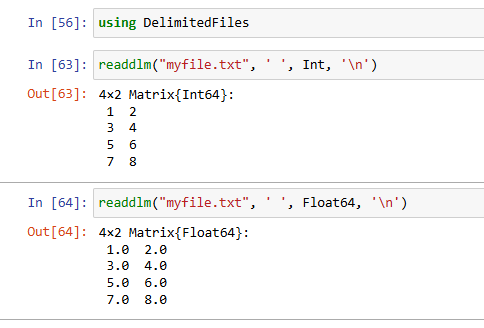 In [56]: using DelimitedFiles
In [63]: readdlm("myfile.txt", ' ', Int, '\n')
Out[63]: 4×2 Matrix{Int64}:
1  2
3  4
5  6
7  8
In [64]: readdlm("myfile.txt", ' ', Float64, '\n')
Out[64]: 4×2 Matrix{Float64}:
1.0  2.0
3.0  4.0
5.0  6.0
7.0  8.0